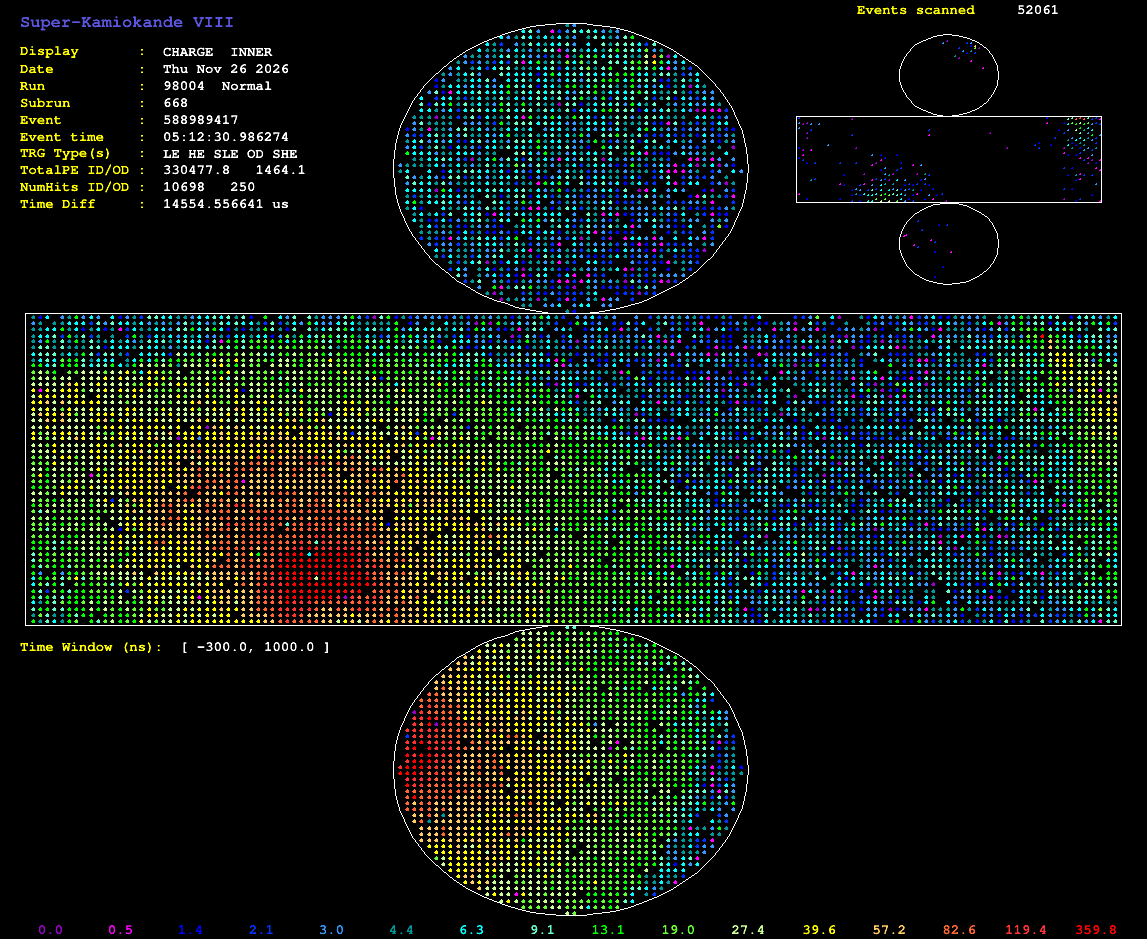 Super-Kamiokande VIII
Display : CHARGE INNER
Date : Thu Nov 26 2026
Run : 98004 Normal
Subrun : 668
Event : 588989417
Event time : 05:12:30.986274
TRG Type(s) : LE HE SLE OD SHE
TotalPE ID/OD : 330477.8 1464.1
NumHits ID/OD : 10698 250
Time Diff : 14554.556641 us
Events scanned 52061
Time Window (ns): [ -300.0, 1000.0 ]
0.0 0.5 1.4 2.1 3.0 4.4 6.3 9.1 13.1 19.0 27.4 39.6 57.2 82.6 119.4 359.8